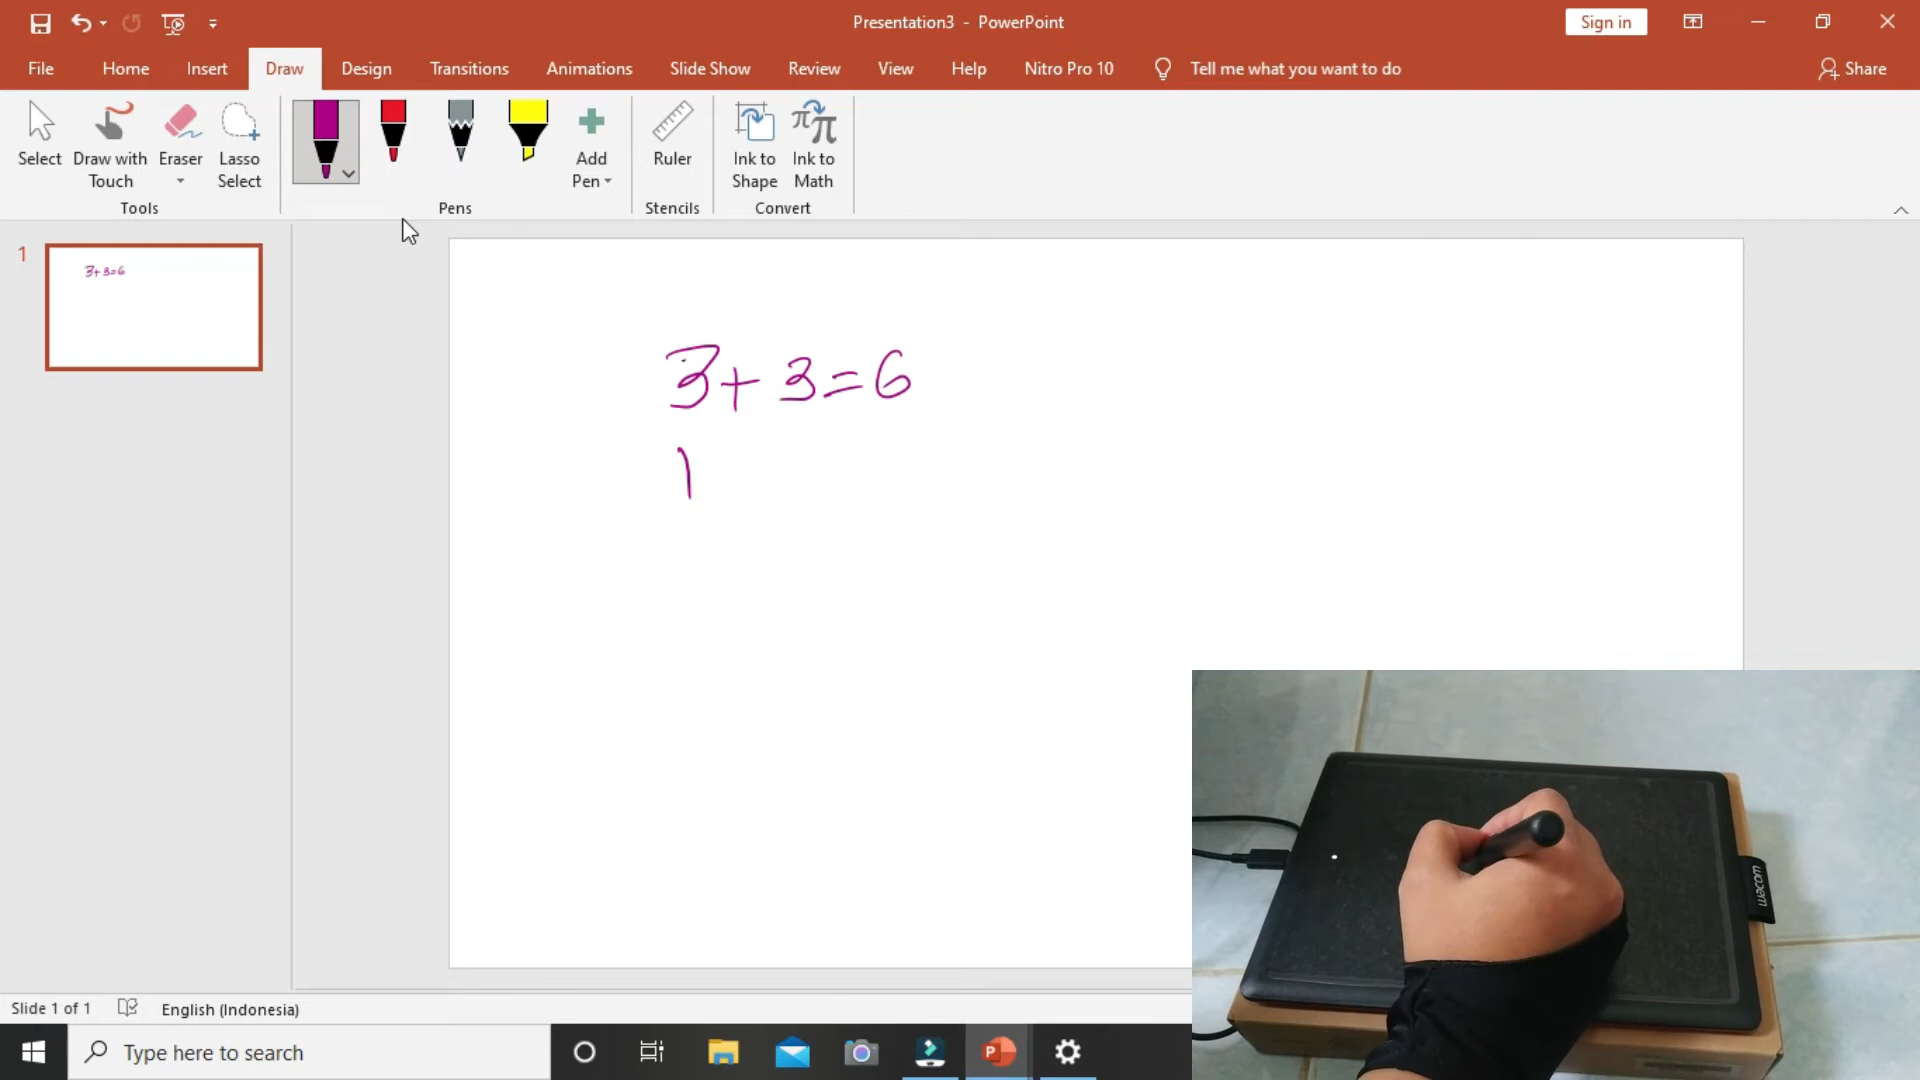 Presentation3 - PowerPoint
Sign in
File Home Insert Draw Design Transitions Animations Slide Show Review View Help Nitro Pro 10 Tell me what you want to do Share
Select Draw with Touch Eraser Lasso Select Add Pen Ruler Ink to Shape Ink to Math
Tools Pens Stencils Convert
1
3+3=6
3+3=6
1
wacom
Slide 1 of 1 English (Indonesia)
Type here to search